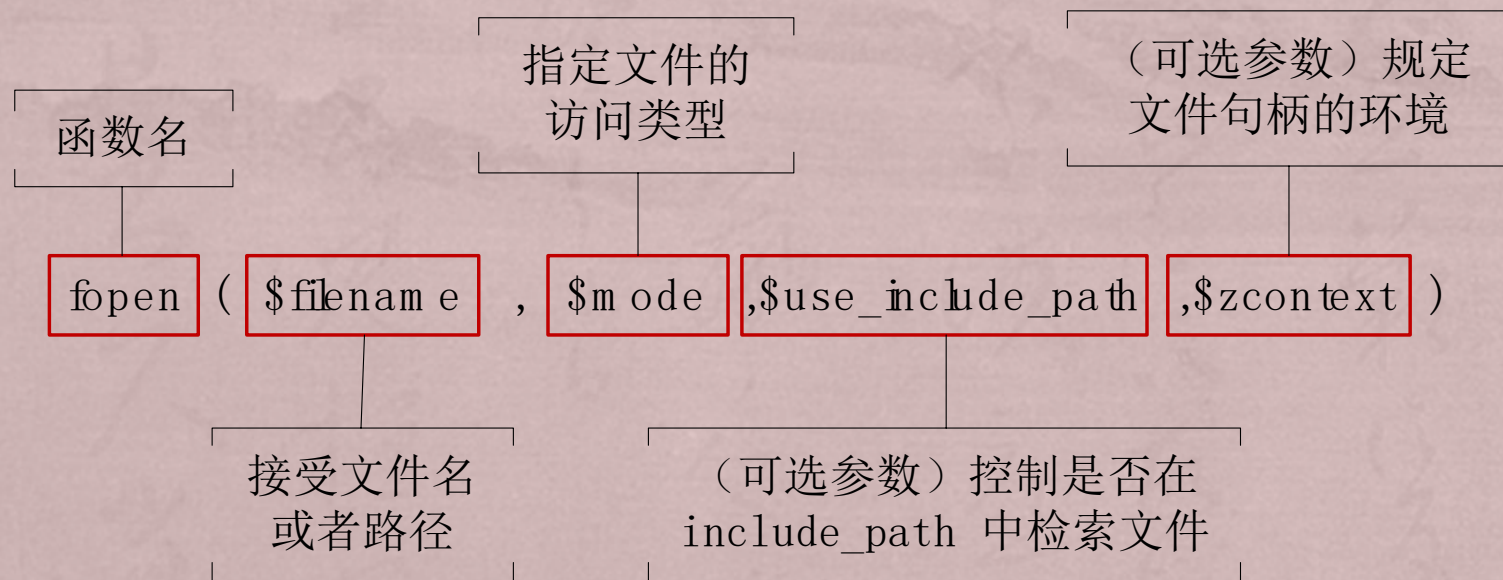 函数名
指定文件的
访问类型
（可选参数）规定
文件句柄的环境
fopen ( $filename , $mode ,$use_include_path ,$zcontext )
接受文件名
或者路径
（可选参数）控制是否在
include_path 中检索文件